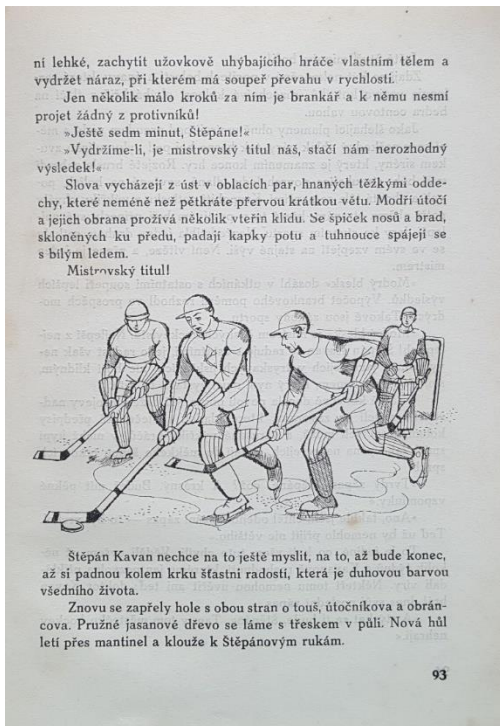 ní lehké, zachytit užovkově uhýbajícího hráče vlastním tělem a
vydržet náraz, při kterém má soupeř převahu v rychlosti.
Jen několik málo kroků za ním je brankář a k němu nesmí
projet žádný z protivníků!
»Ještě sedm minut, Štěpáne!«
»Vydržíme-li, je mistrovský titul náš, stačí nám nerozhodný
výsledek!«
Slova vycházejí z úst v oblacích par, hnaných těžkými odde-
chy, které neméně než pětkráte přervou krátkou větu. Modří útočí
a jejich obrana prožívá několik vteřin klidu. Se špiček nosů a brad,
skloněných ku předu, padají kapky potu a tuhnouce spájejí se
s bílým ledem.
Mistrovský titul!
Štěpán Kavan nechce na to ještě myslit, na to, až bude konec,
až si padnou kolem krku šťastni radostí, která je duhovou barvou
všedního života.
Znovu se zapřely hole s obou stran o touš, útočníkova a obrán-
cova. Pružné jasanové dřevo se láme s třeskem v půli. Nová hůl
letí přes mantinel a klouže k Štěpánovým rukám.
93